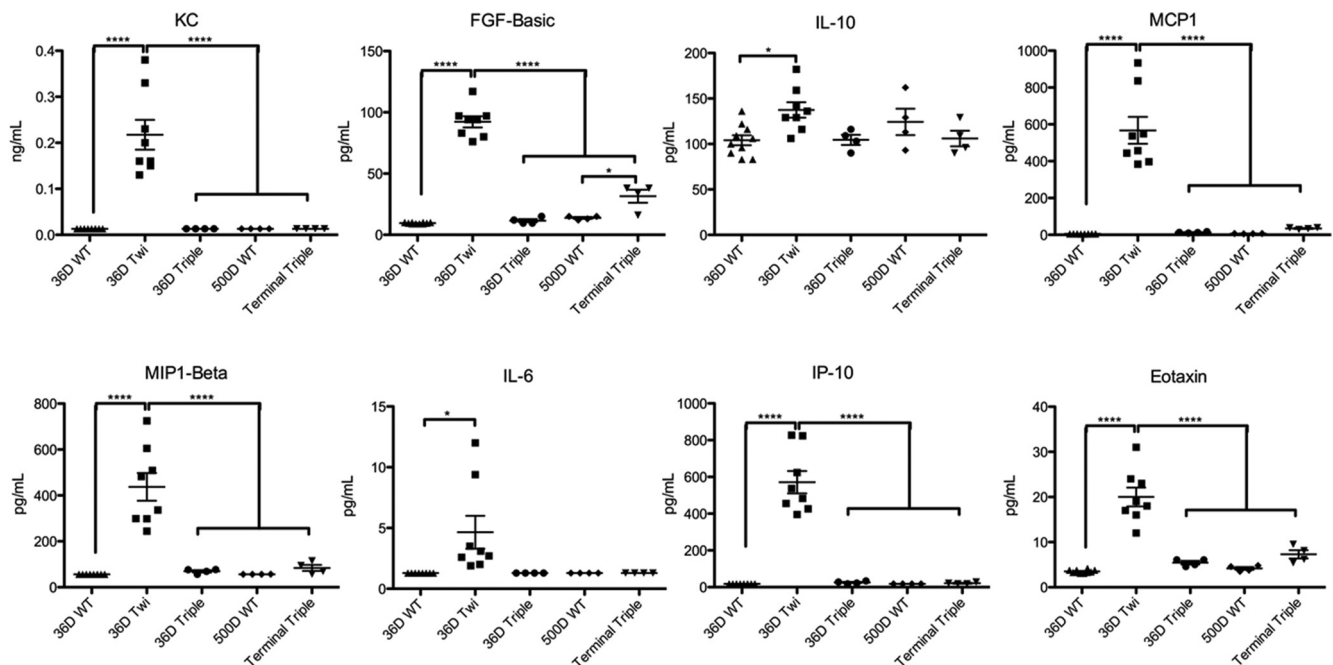 KC
0.4
0.3
0.2
0.1
0.0
ng/mL
****
****
36D WT
36D Twi
36D Triple
500D WT
Terminal Triple
FGF-Basic
150
100
50
0
pg/mL
****
****
*
36D WT
36D Twi
36D Triple
500D WT
Terminal Triple
IL-10
200
150
100
50
0
pg/mL
*
36D WT
36D Twi
36D Triple
500D WT
Terminal Triple
MCP1
1000
800
600
400
200
0
pg/mL
****
****
36D WT
36D Twi
36D Triple
500D WT
Terminal Triple
MIP1-Beta
800
600
400
200
0
pg/mL
****
****
36D WT
36D Twi
36D Triple
500D WT
Terminal Triple
IL-6
15
10
5
0
pg/mL
*
36D WT
36D Twi
36D Triple
500D WT
Terminal Triple
IP-10
1000
800
600
400
200
0
pg/mL
****
****
36D WT
36D Twi
36D Triple
500D WT
Terminal Triple
Eotaxin
40
30
20
10
0
pg/mL
****
****
36D WT
36D Twi
36D Triple
500D WT
Terminal Triple